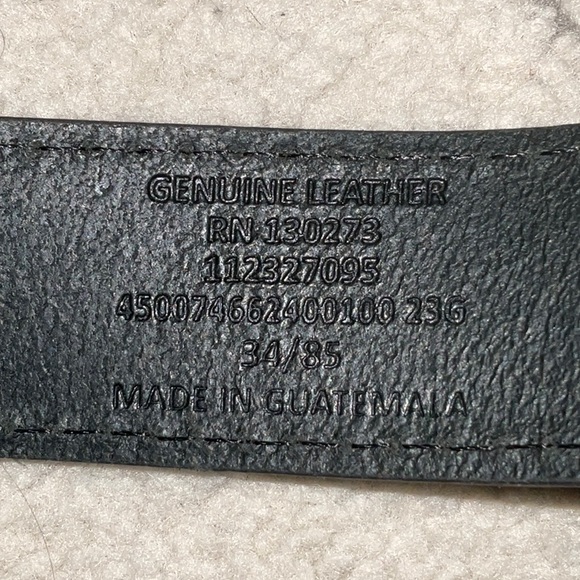 GENUINE LEATHER
RN 130273
112327095
450074662400100 23G
34/85
MADE IN GUATEMALA